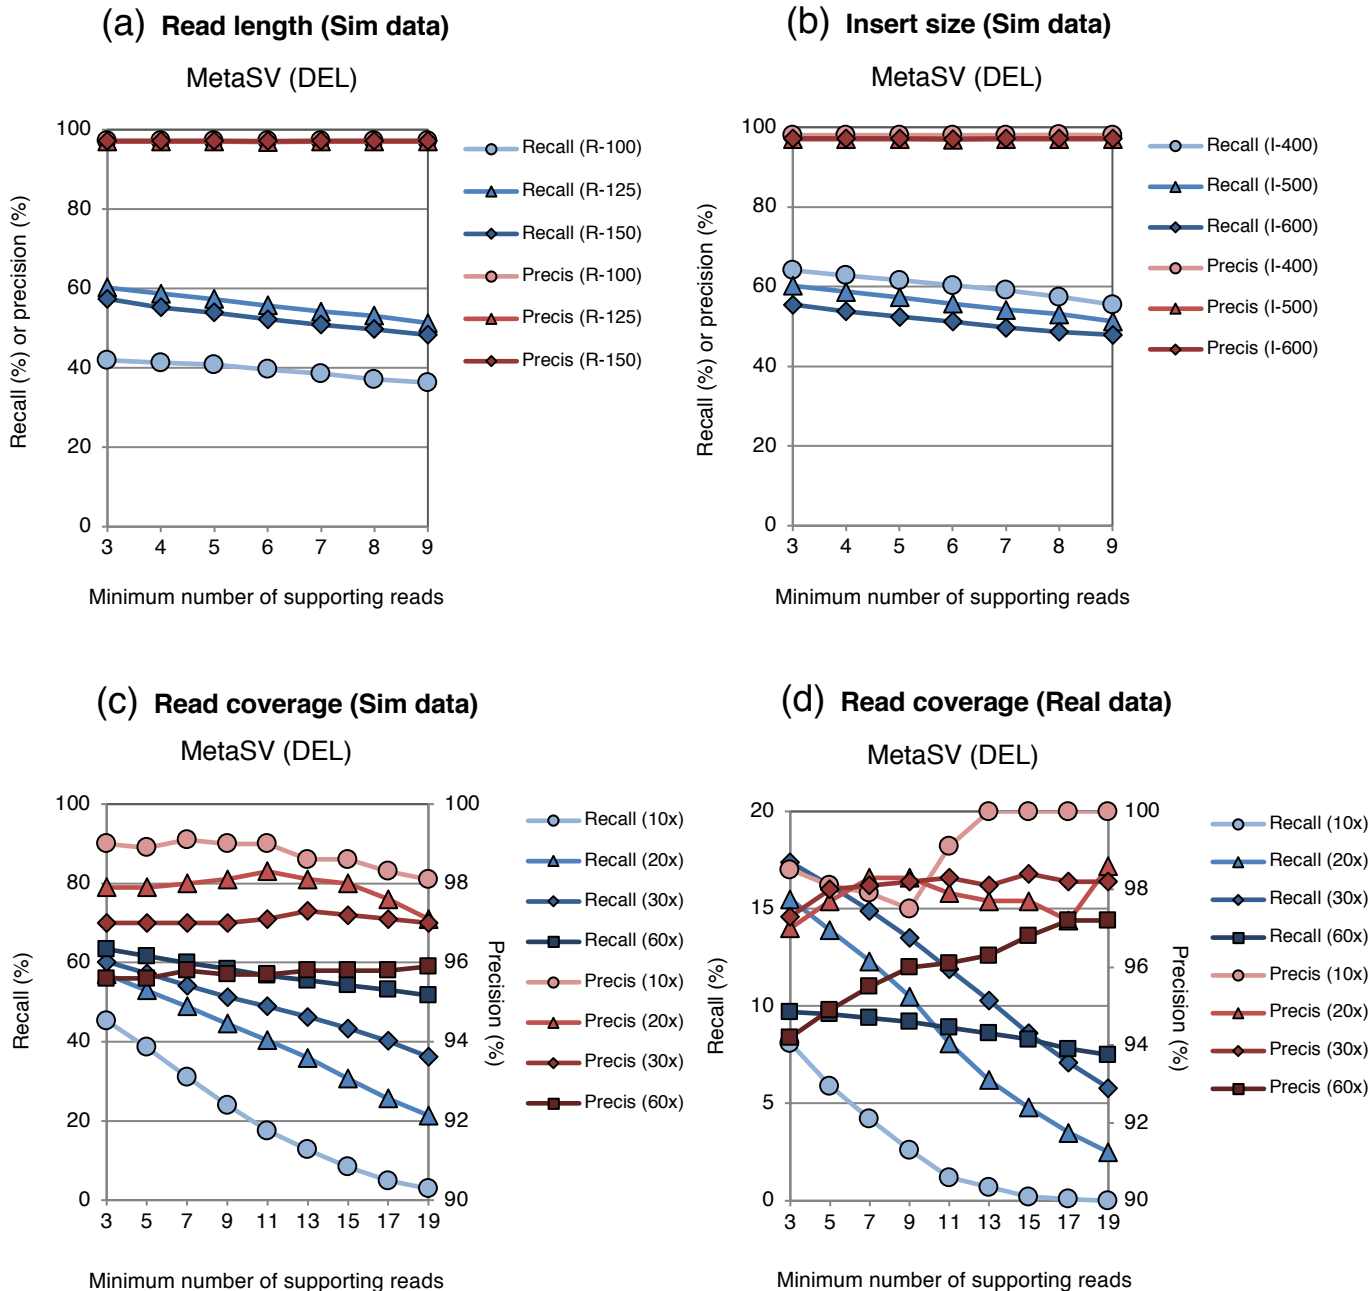 (a) Read length (Sim data)
MetaSV (DEL)
Recall (%) or precision (%)
100
80
60
40
20
0
3 4 5 6 7 8 9
Minimum number of supporting reads
Recall (R-100)
Recall (R-125)
Recall (R-150)
Precis (R-100)
Precis (R-125)
Precis (R-150)
(b) Insert size (Sim data)
MetaSV (DEL)
Recall (%) or precision (%)
100
80
60
40
20
0
3 4 5 6 7 8 9
Minimum number of supporting reads
Recall (I-400)
Recall (I-500)
Recall (I-600)
Precis (I-400)
Precis (I-500)
Precis (I-600)
(c) Read coverage (Sim data)
MetaSV (DEL)
Recall (%)
100
80
60
40
20
0
3 5 7 9 11 13 15 17 19
Minimum number of supporting reads
100
98
96
94
92
90
Precision (%)
Recall (10x)
Recall (20x)
Recall (30x)
Recall (60x)
Precis (10x)
Precis (20x)
Precis (30x)
Precis (60x)
(d) Read coverage (Real data)
MetaSV (DEL)
Recall (%)
20
15
10
5
0
3 5 7 9 11 13 15 17 19
Minimum number of supporting reads
100
98
96
94
92
90
Precision (%)
Recall (10x)
Recall (20x)
Recall (30x)
Recall (60x)
Precis (10x)
Precis (20x)
Precis (30x)
Precis (60x)